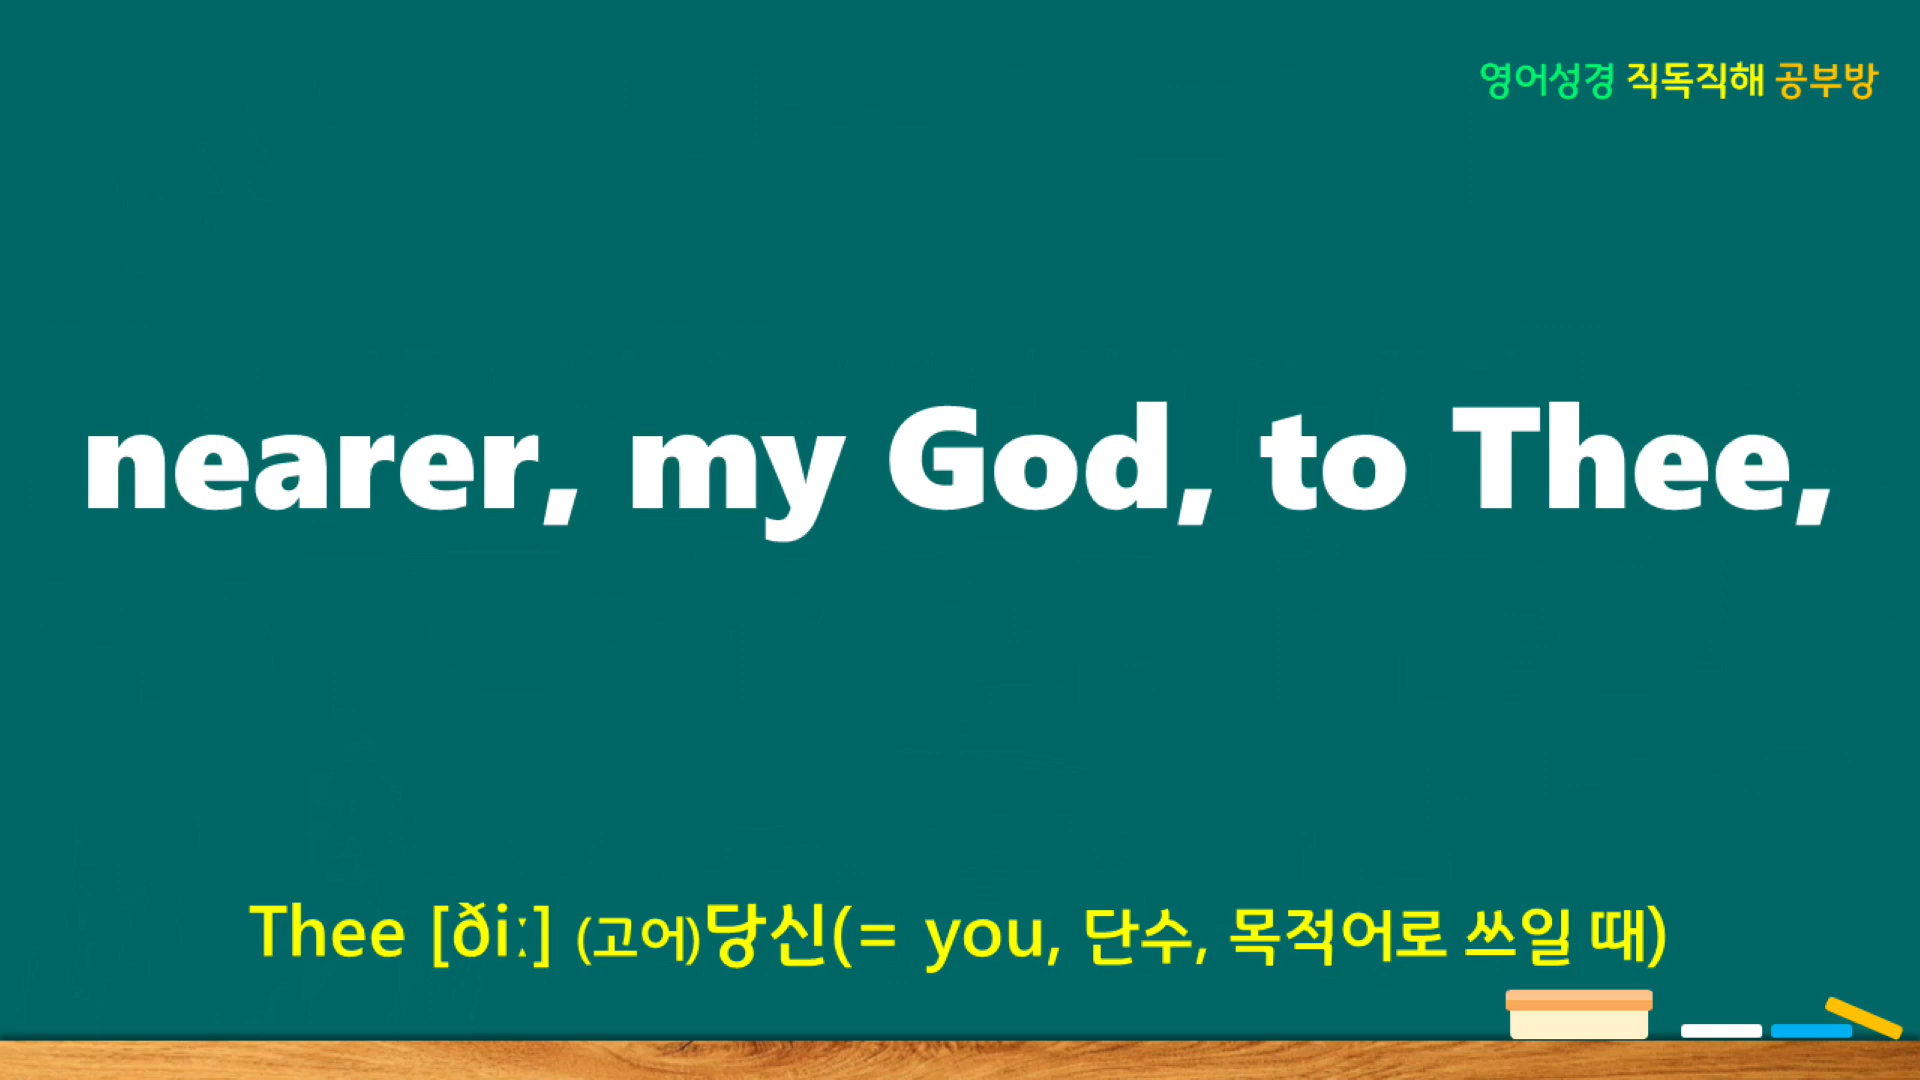 영어성경 직독직해 공부방
nearer, my God, to Thee,
Thee [ðiː] (고어)당신(= you, 단수, 목적어로 쓰일 때)